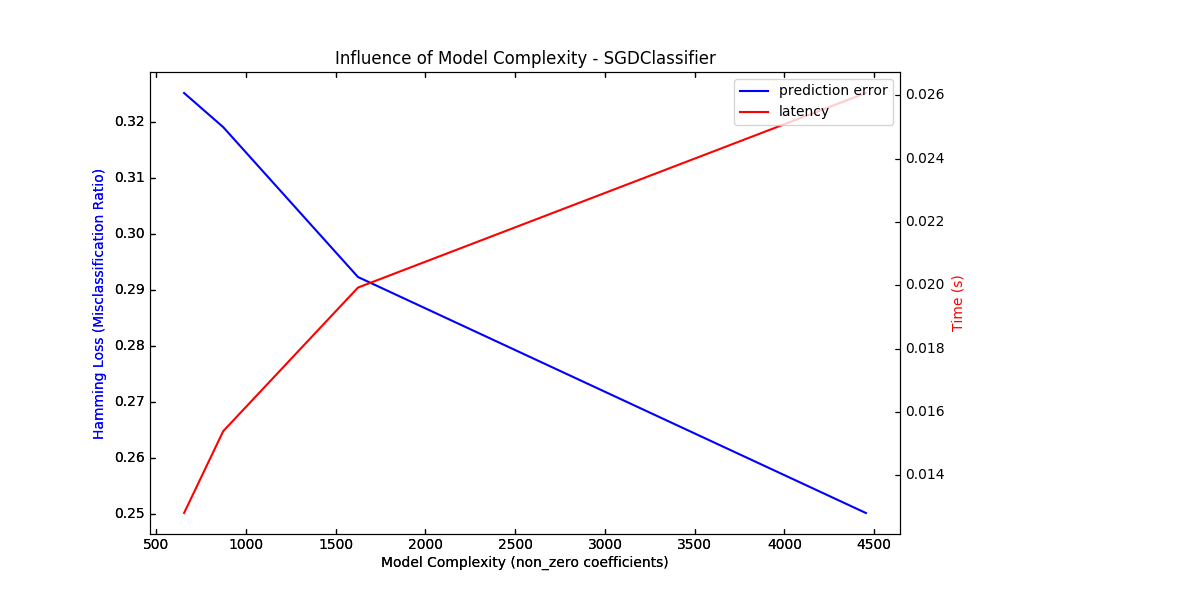 Influence of Model Complexity - SGDClassifier
prediction error
latency
Hamming Loss (Misclassification Ratio)
0.32
0.31
0.30
0.29
0.28
0.27
0.26
0.25
0.026
0.024
0.022
0.020
0.018
0.016
0.014
Time (s)
500 1000 1500 2000 2500 3000 3500 4000 4500
Model Complexity (non_zero coefficients)